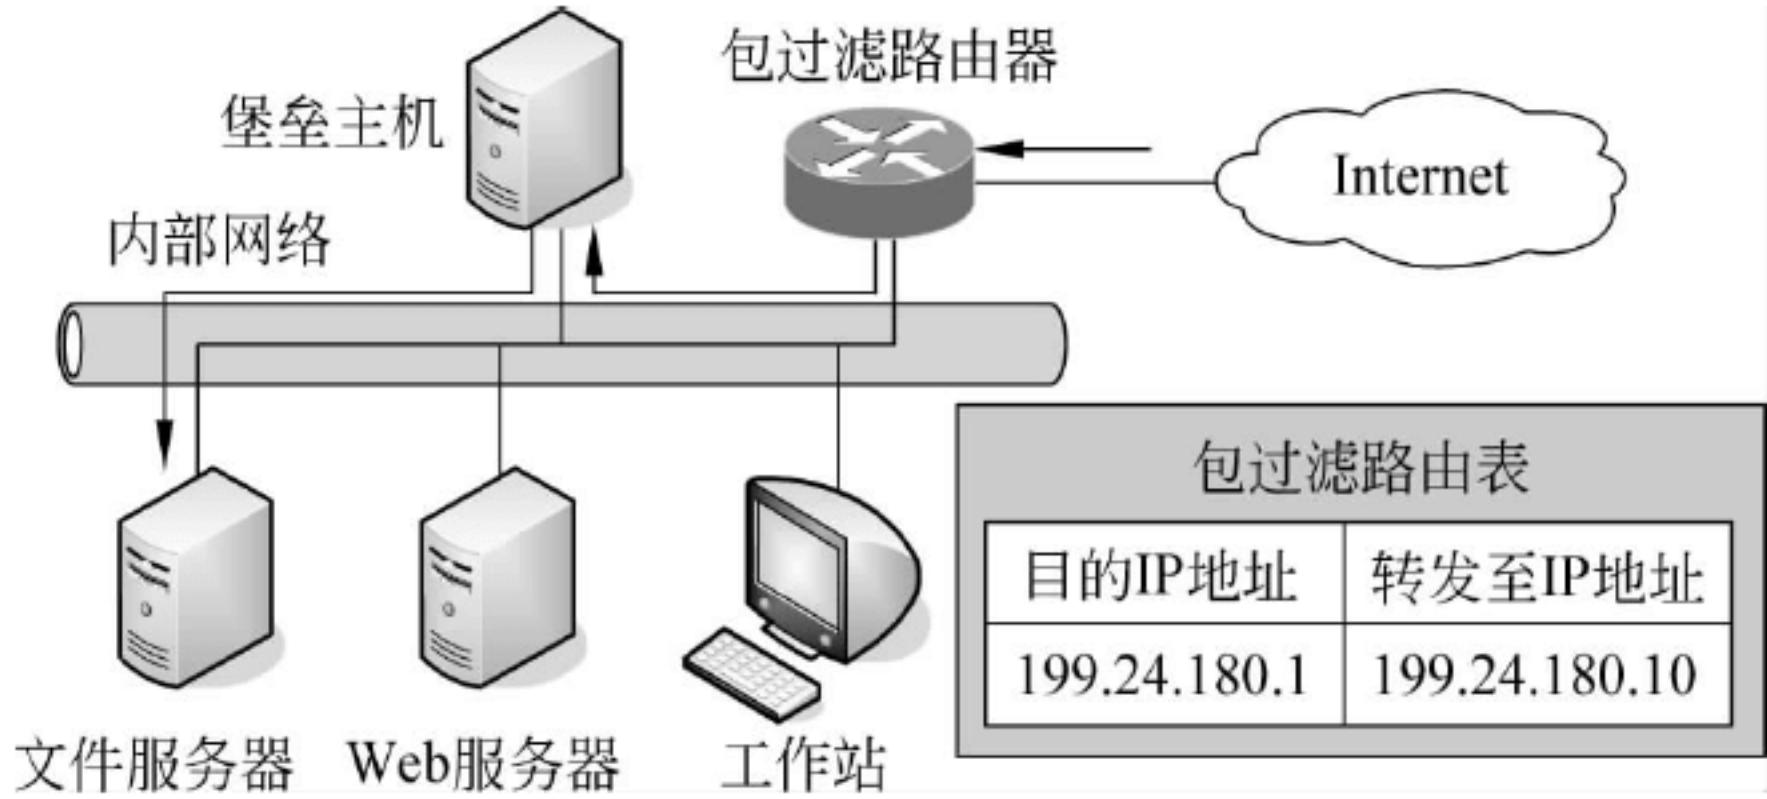 包过滤路由器
堡垒主机
Internet
内部网络
包过滤路由表
目的IP地址 转发至IP地址
199.24.180.1 199.24.180.10
文件服务器 Web服务器 工作站